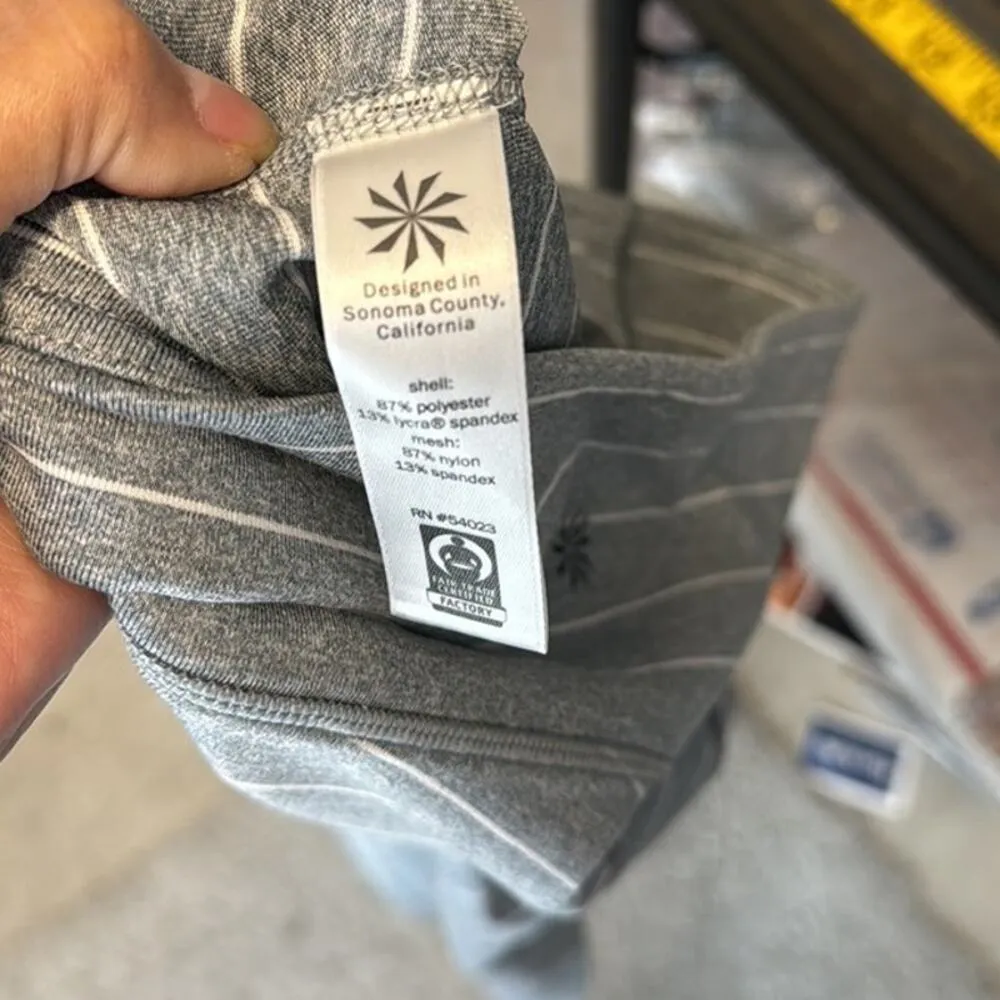 Designed in
Sonoma County,
California
shell:
87% polyester
13% lycra® spandex
mesh:
87% nylon
13% spandex
RN #54023
FAIR TRADE
CERTIFIED
FACTORY